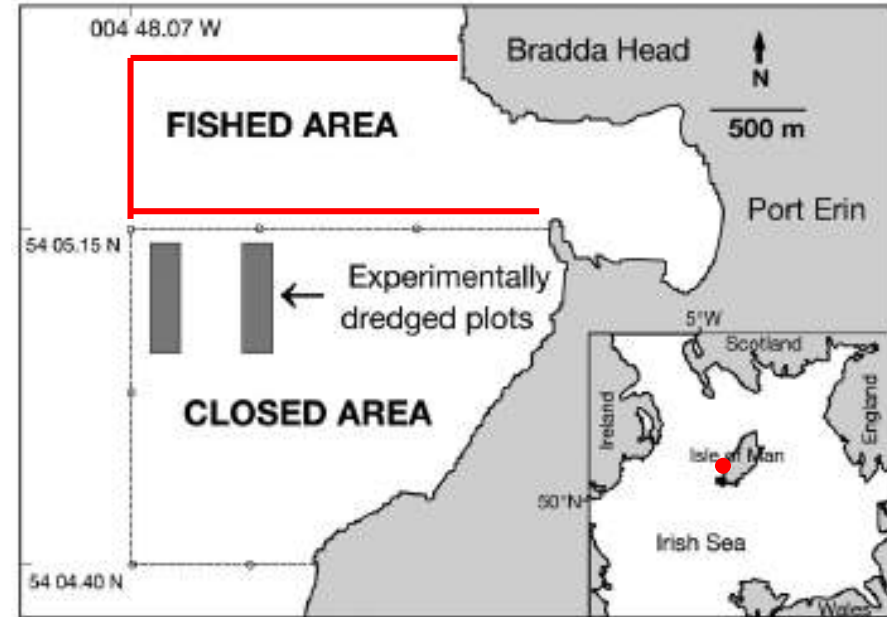 004 48.07 W
Bradda Head
N
500 m
FISHED AREA
Port Erin
54 05.15 N
Experimentally
dredged plots
CLOSED AREA
54 04.40 N
5°W
Scotland
England
Ireland
Isle of Man
50°N
Irish Sea
Wales